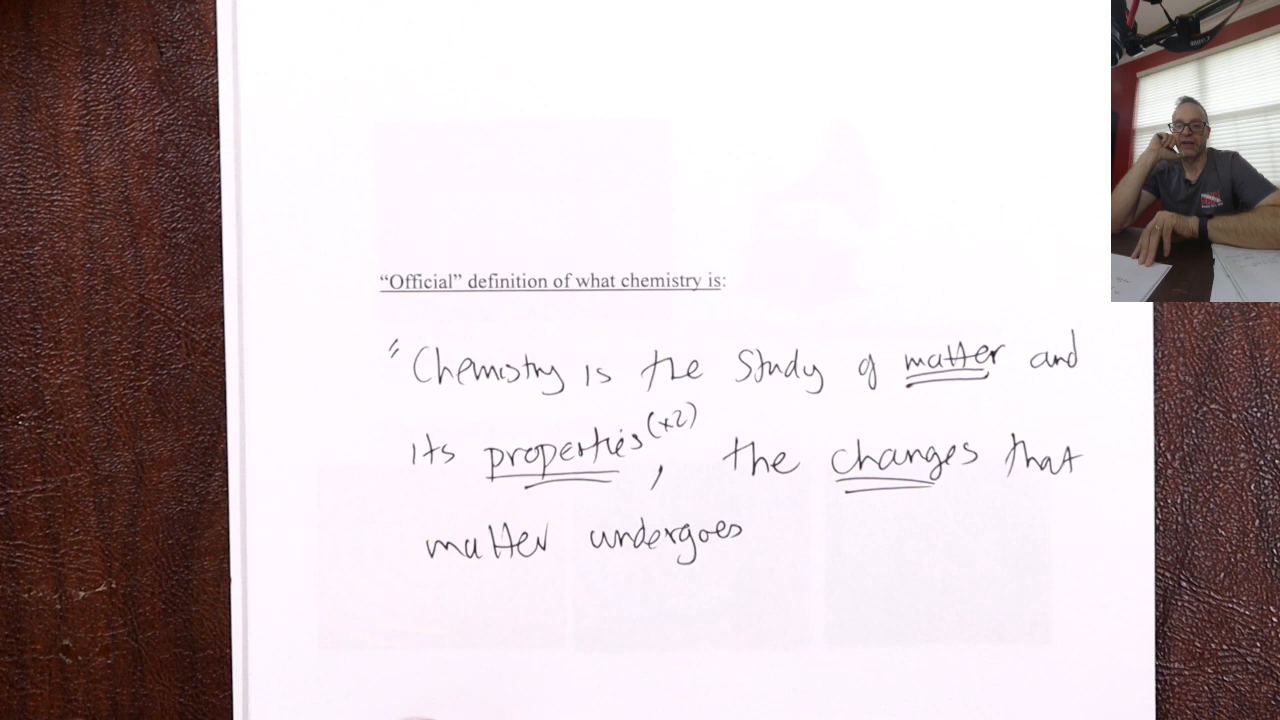 “Official” definition of what chemistry is:
“Chemistry is the study of matter and
its properties(x2), the changes that
matter undergoes